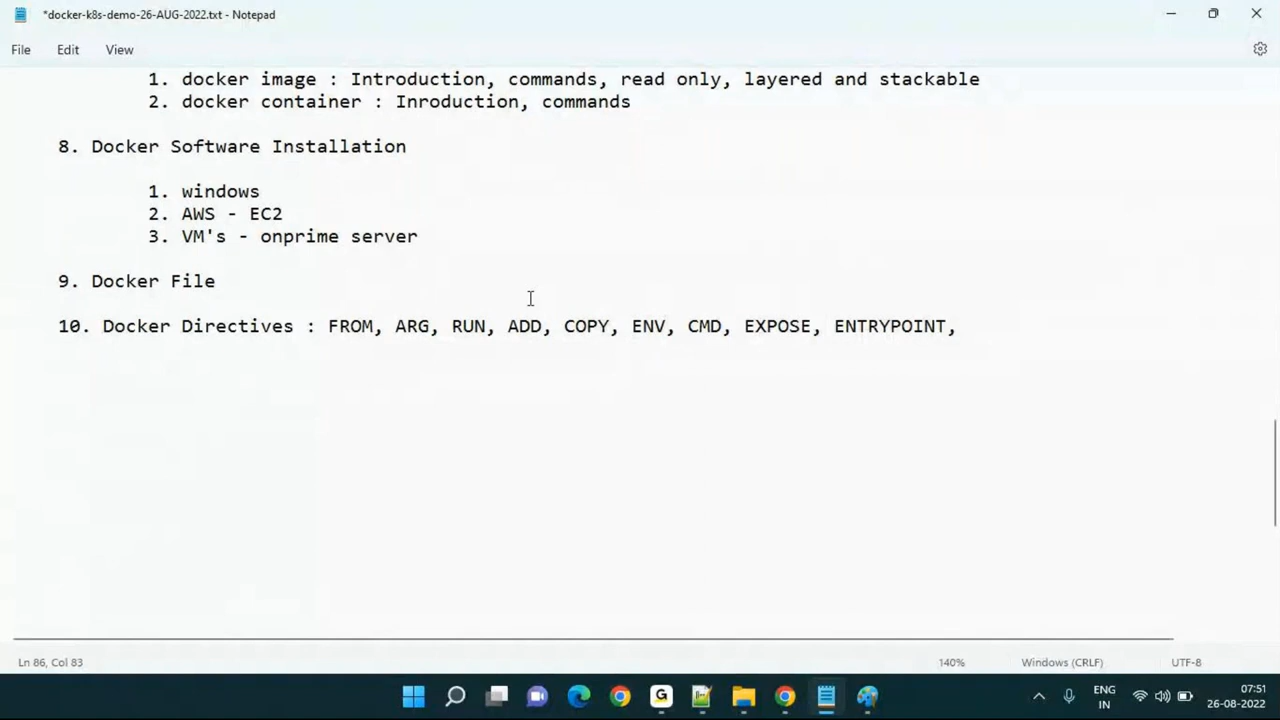 *docker-k8s-demo-26-AUG-2022.txt - Notepad
File Edit View
1. docker image : Introduction, commands, read only, layered and stackable
2. docker container : Inroduction, commands
8. Docker Software Installation
1. windows
2. AWS - EC2
3. VM's - onprime server
9. Docker File
10. Docker Directives : FROM, ARG, RUN, ADD, COPY, ENV, CMD, EXPOSE, ENTRYPOINT,
Ln 86, Col 83 140% Windows (CRLF) UTF-8
G
ENG
IN
07:51
26-08-2022